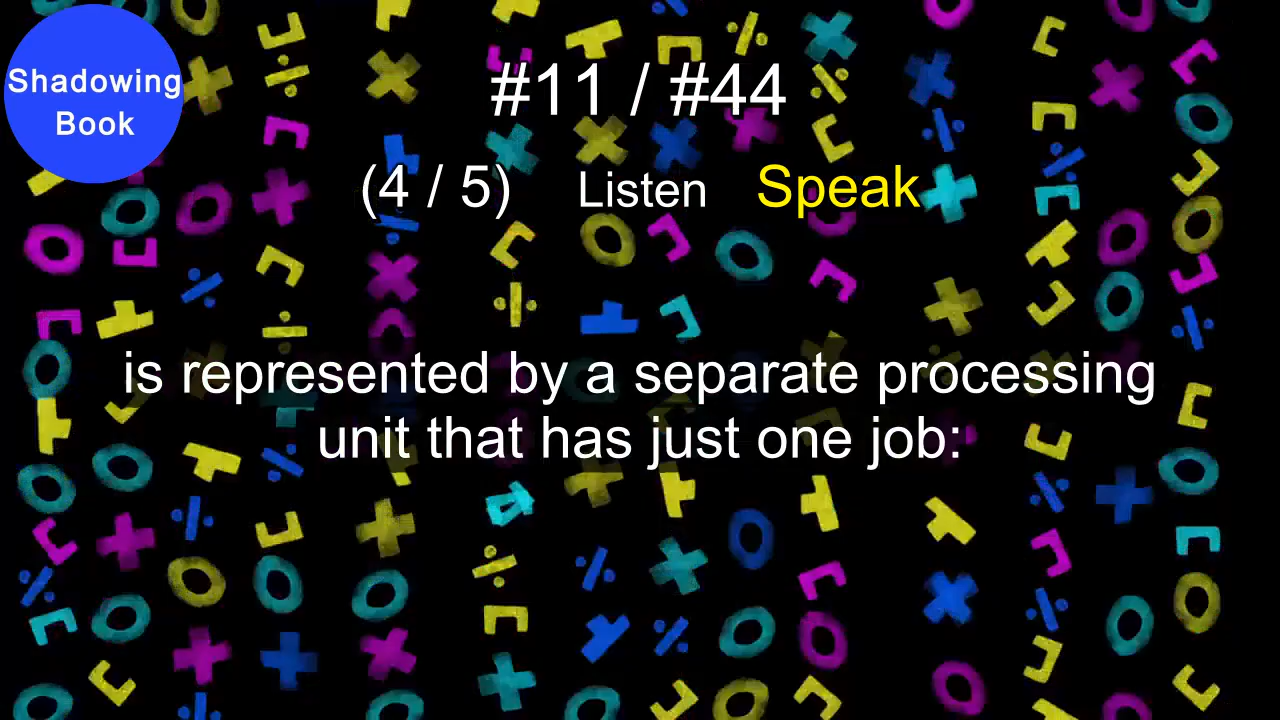 Shadowing
Book
#11 / #44
(4 / 5) Listen Speak
is represented by a separate processing
unit that has just one job: